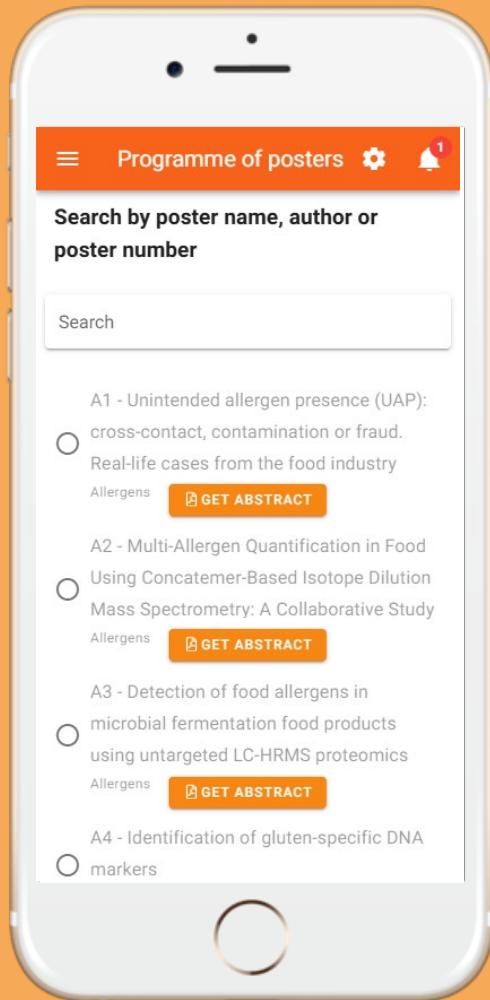 Programme of posters
1
Search by poster name, author or
poster number
Search
A1 - Unintended allergen presence (UAP):
cross-contact, contamination or fraud.
Real-life cases from the food industry
Allergens
GET ABSTRACT
A2 - Multi-Allergen Quantification in Food
Using Concatemer-Based Isotope Dilution
Mass Spectrometry: A Collaborative Study
Allergens
GET ABSTRACT
A3 - Detection of food allergens in
microbial fermentation food products
using untargeted LC-HRMS proteomics
Allergens
GET ABSTRACT
A4 - Identification of gluten-specific DNA
markers